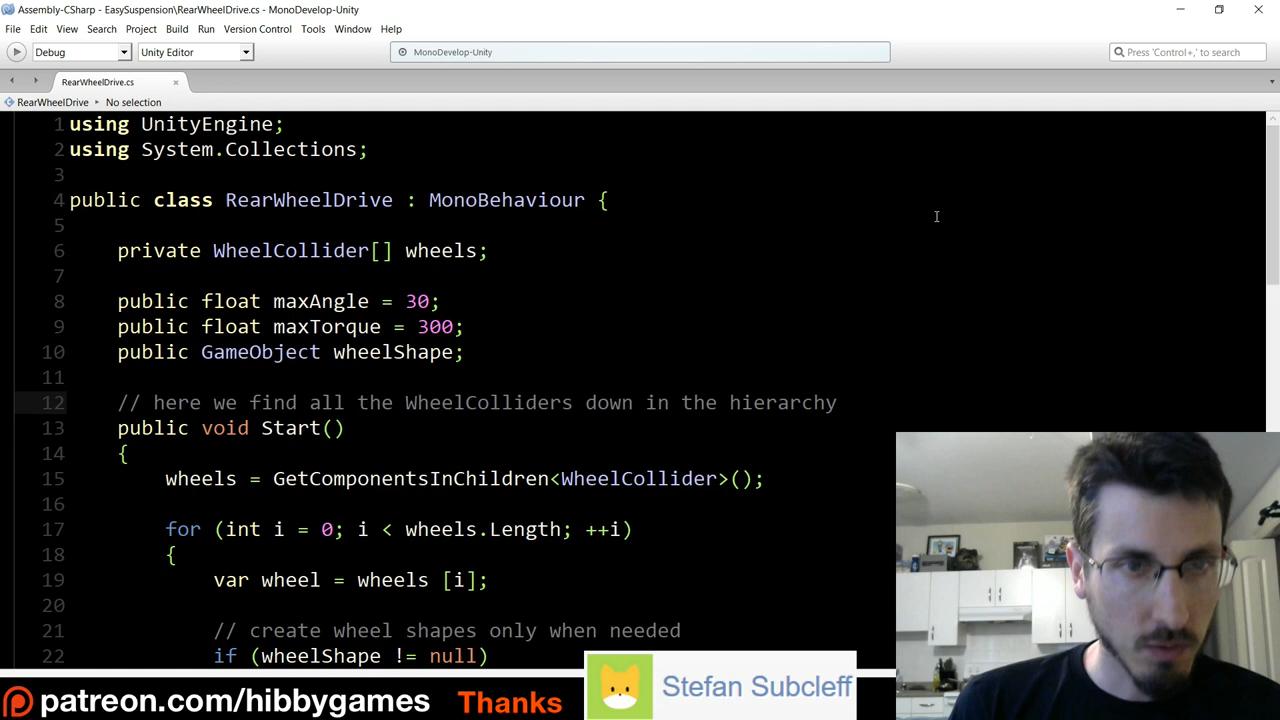 Assembly-CSharp - EasySuspension\RearWheelDrive.cs - MonoDevelop-Unity
File Edit View Search Project Build Run Version Control Tools Window Help
Debug Unity Editor MonoDevelop-Unity Press 'Control+,' to search
RearWheelDrive.cs
RearWheelDrive No selection
1 using UnityEngine;
2 using System.Collections;
3
4 public class RearWheelDrive : MonoBehaviour {
5
6 private WheelCollider[] wheels;
7
8 public float maxAngle = 30;
9 public float maxTorque = 300;
10 public GameObject wheelShape;
11
12 // here we find all the WheelColliders down in the hierarchy
13 public void Start()
14 {
15 wheels = GetComponentsInChildren<WheelCollider>();
16
17 for (int i = 0; i < wheels.Length; ++i)
18 {
19 var wheel = wheels [i];
20
21 // create wheel shapes only when needed
22 if (wheelShape != null)
patreon.com/hibbygames Thanks Stefan Subcleff